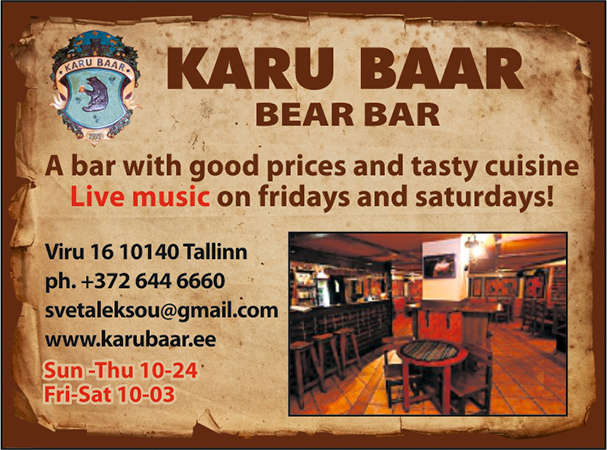 KARU BAAR
KARU BAAR
BEAR BAR
A bar with good prices and tasty cuisine
Live music on fridays and saturdays!
Viru 16 10140 Tallinn
ph. +372 644 6660
svetaleksou@gmail.com
www.karubaar.ee
Sun -Thu 10-24
Fri-Sat 10-03